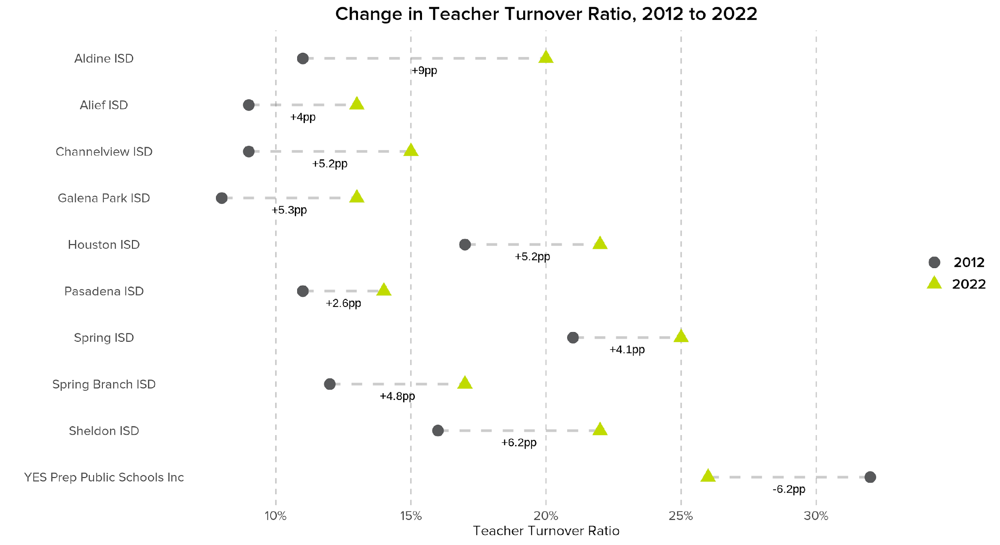 Change in Teacher Turnover Ratio, 2012 to 2022
Aldine ISD
+9pp
Alief ISD
+4pp
Channelview ISD
+5.2pp
Galena Park ISD
+5.3pp
Houston ISD
+5.2pp
Pasadena ISD
+2.6pp
Spring ISD
+4.1pp
Spring Branch ISD
+4.8pp
Sheldon ISD
+6.2pp
YES Prep Public Schools Inc
-6.2pp
2012
2022
10% 15% 20% 25% 30%
Teacher Turnover Ratio